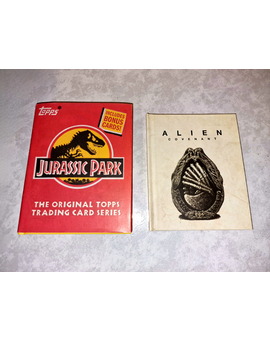 Topps
INCLUDES
BONUS
CARDS!
JURASSIC PARK
THE ORIGINAL TOPPS
TRADING CARD SERIES
ALIEN
COVENANT